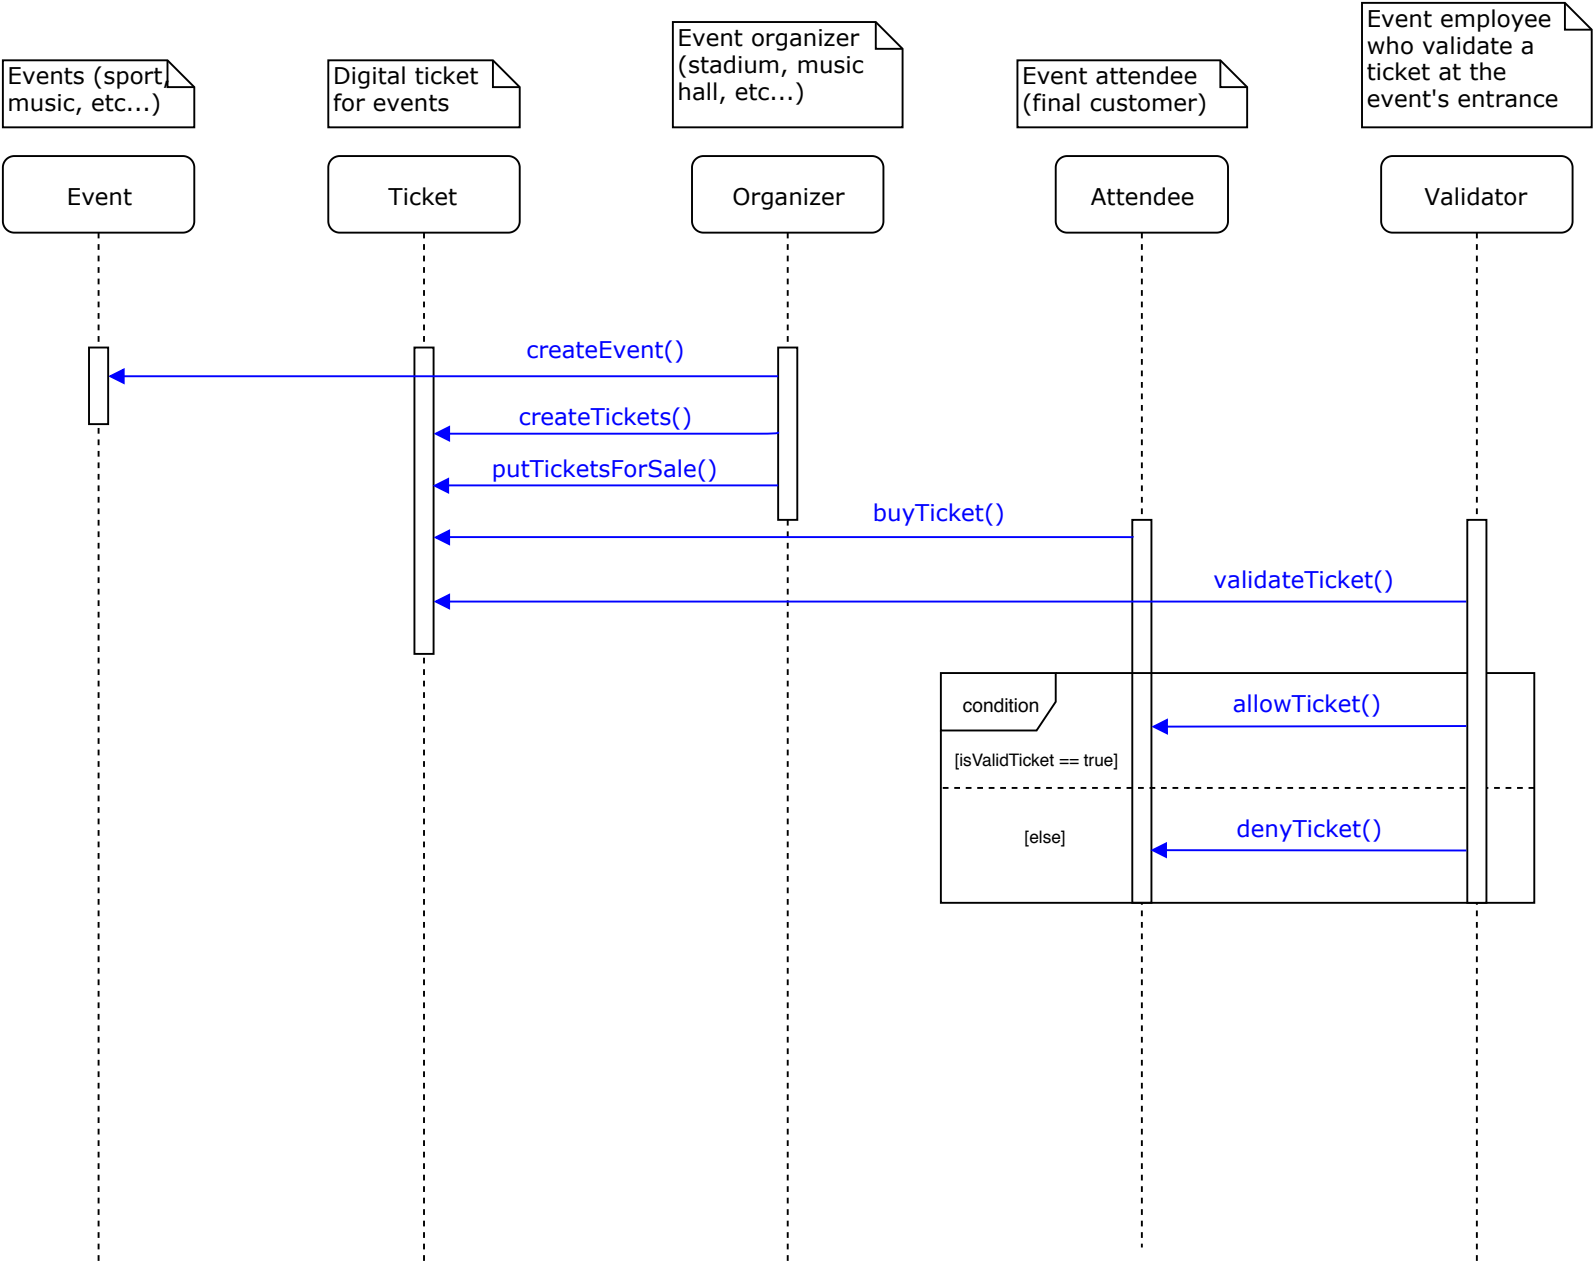 Events (sport,
music, etc...)
Digital ticket
for events
Event organizer
(stadium, music
hall, etc...)
Event attendee
(final customer)
Event employee
who validate a
ticket at the
event's entrance
Event
Ticket
Organizer
Attendee
Validator
createEvent()
createTickets()
putTicketsForSale()
buyTicket()
validateTicket()
condition
allowTicket()
[isValidTicket == true]
denyTicket()
[else]